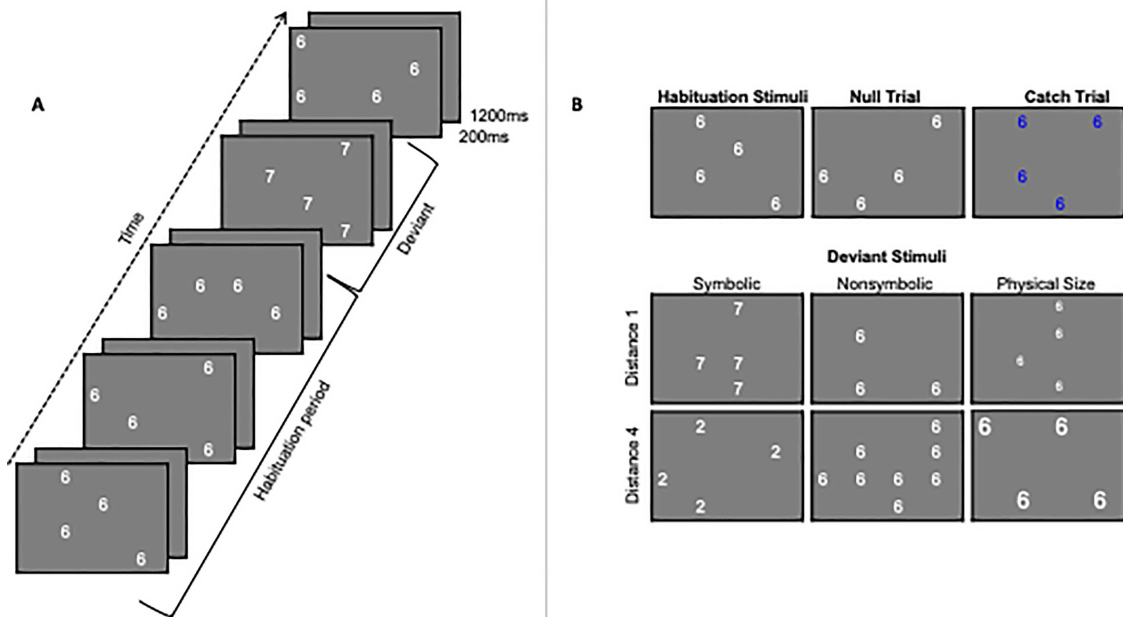 A
6
6
6 6
1200ms
200ms
7
7
7
7
Deviant
Time
6 6
6 6
6
6
6
6
Habituation period
6
6
6
6
B
Habituation Stimuli Null Trial Catch Trial
6 6 6 6
6
6 6 6 6
6 6 6
Deviant Stimuli
Symbolic Nonsymbolic Physical Size
Distance 1
7 6
6 6
7 7 6
7 6 6 6
Distance 4
2 6 6 6
2 6 6
2 6 6 6 6
2 6 6 6